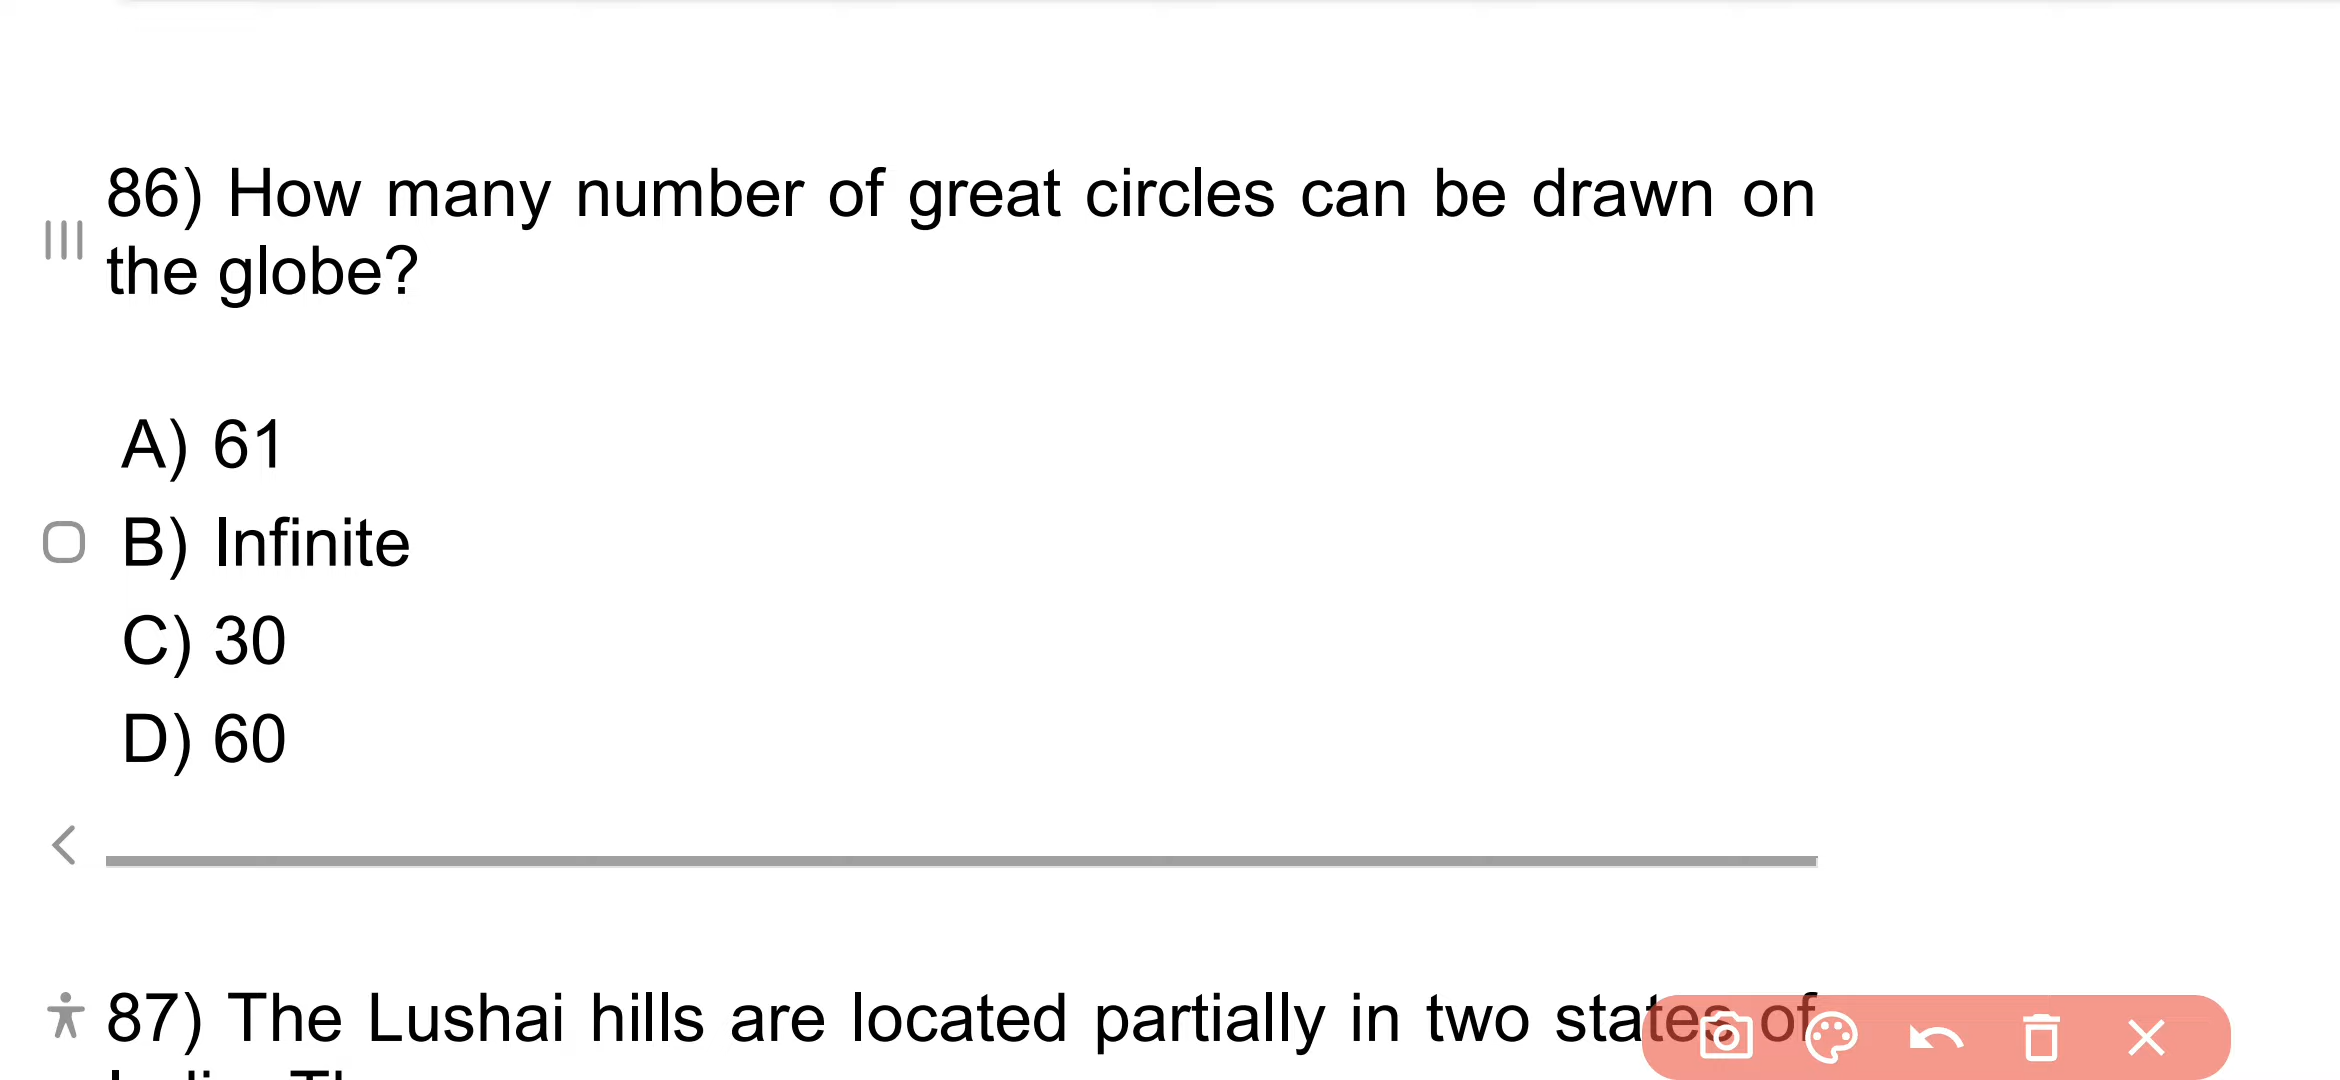 86) How many number of great circles can be drawn on
the globe?
A) 61
B) Infinite
C) 30
D) 60
87) The Lushai hills are located partially in two states of